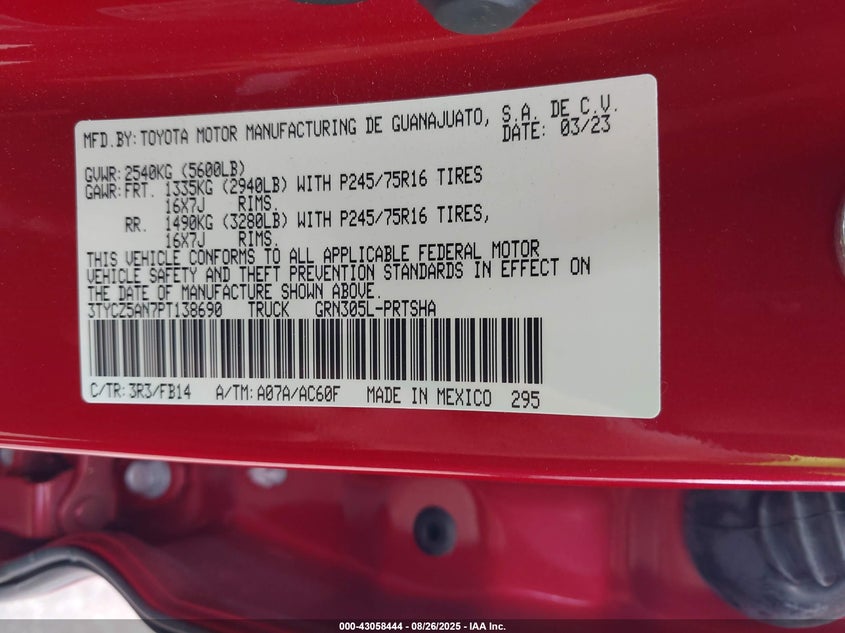 MFD.BY: TOYOTA MOTOR MANUFACTURING DE GUANAJUATO, S.A. DE C.V.
DATE: 03/23
GVWR: 2540KG (5600LB)
GAWR: FRT. 1335KG (2940LB) WITH P245/75R16 TIRES
16X7J RIMS.
RR. 1490KG (3280LB) WITH P245/75R16 TIRES,
16X7J RIMS.
THIS VEHICLE CONFORMS TO ALL APPLICABLE FEDERAL MOTOR
VEHICLE SAFETY AND THEFT PREVENTION STANDARDS IN EFFECT ON
THE DATE OF MANUFACTURE SHOWN ABOVE.
3TYCZ5AN7PT138690 TRUCK GRN305L-PRTSHA
C/TR: 3R3/FB14 A/TM: A07A/AC60F MADE IN MEXICO 295
000-43058444 - 08/26/2025 - IAA Inc.